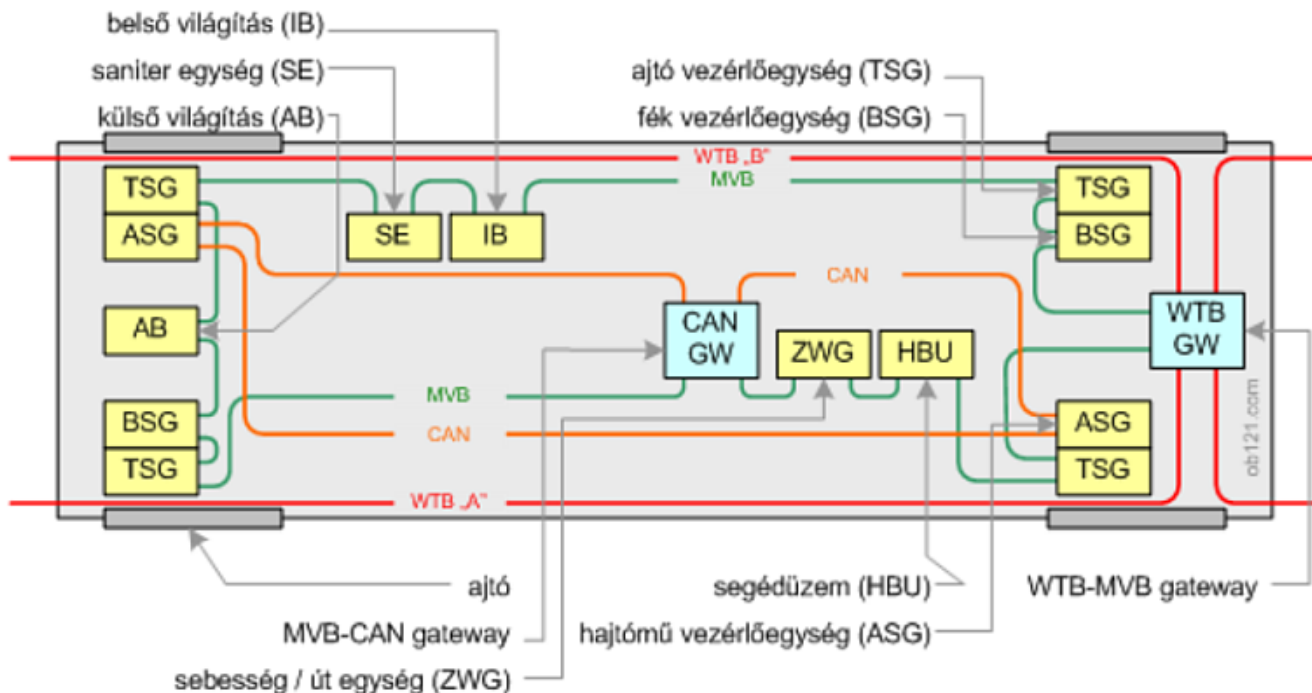 belső világítás (IB)
saniter egység (SE)
külső világítás (AB)
ajtó vezérlőegység (TSG)
fék vezérlőegység (BSG)
WTB „B”
MVB
TSG
ASG
SE
IB
TSG
BSG
CAN
AB
CAN
GW
ZWG
HBU
WTB
GW
MVB
CAN
BSG
TSG
ASG
TSG
ob121.com
WTB „A”
ajtó
MVB-CAN gateway
sebesség / út egység (ZWG)
segédüzem (HBU)
hajtómű vezérlőegység (ASG)
WTB-MVB gateway